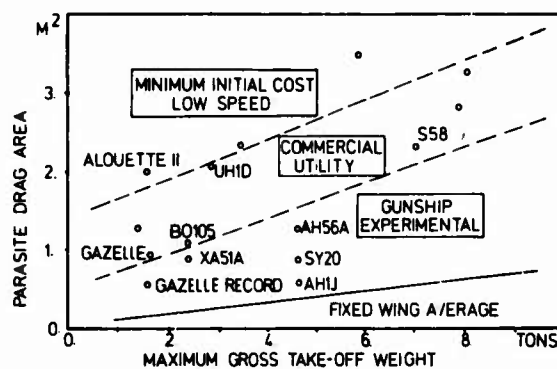 M²
3.
2
1.
0.
PARASITE DRAG AREA
MINIMUM INITIAL COST
LOW SPEED
COMMERCIAL
UTILITY
GUNSHIP
EXPERIMENTAL
S58
ALOUETTE II
UH1D
BO105
AH56A
GAZELLE
XA51A
SY20
GAZELLE RECORD
AH1J
FIXED WING A/ERAGE
0.
2.
4.
6.
8.
TONS
MAXIMUM GROSS TAKE-OFF WEIGHT